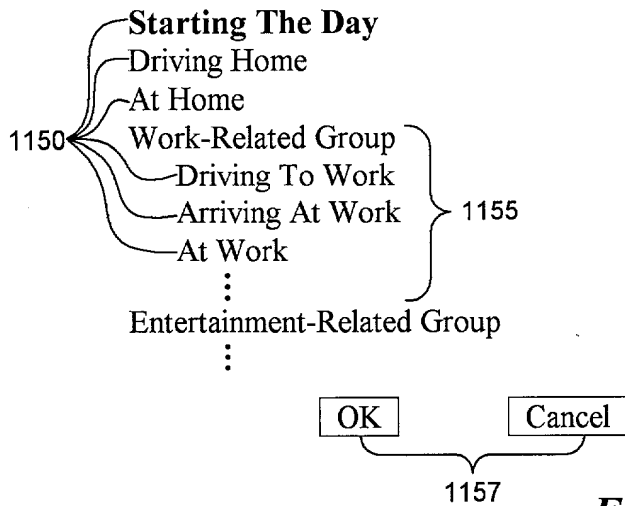 Starting The Day
Driving Home
At Home
1150
Work-Related Group
Driving To Work
Arriving At Work
1155
At Work
Entertainment-Related Group
OK
Cancel
1157